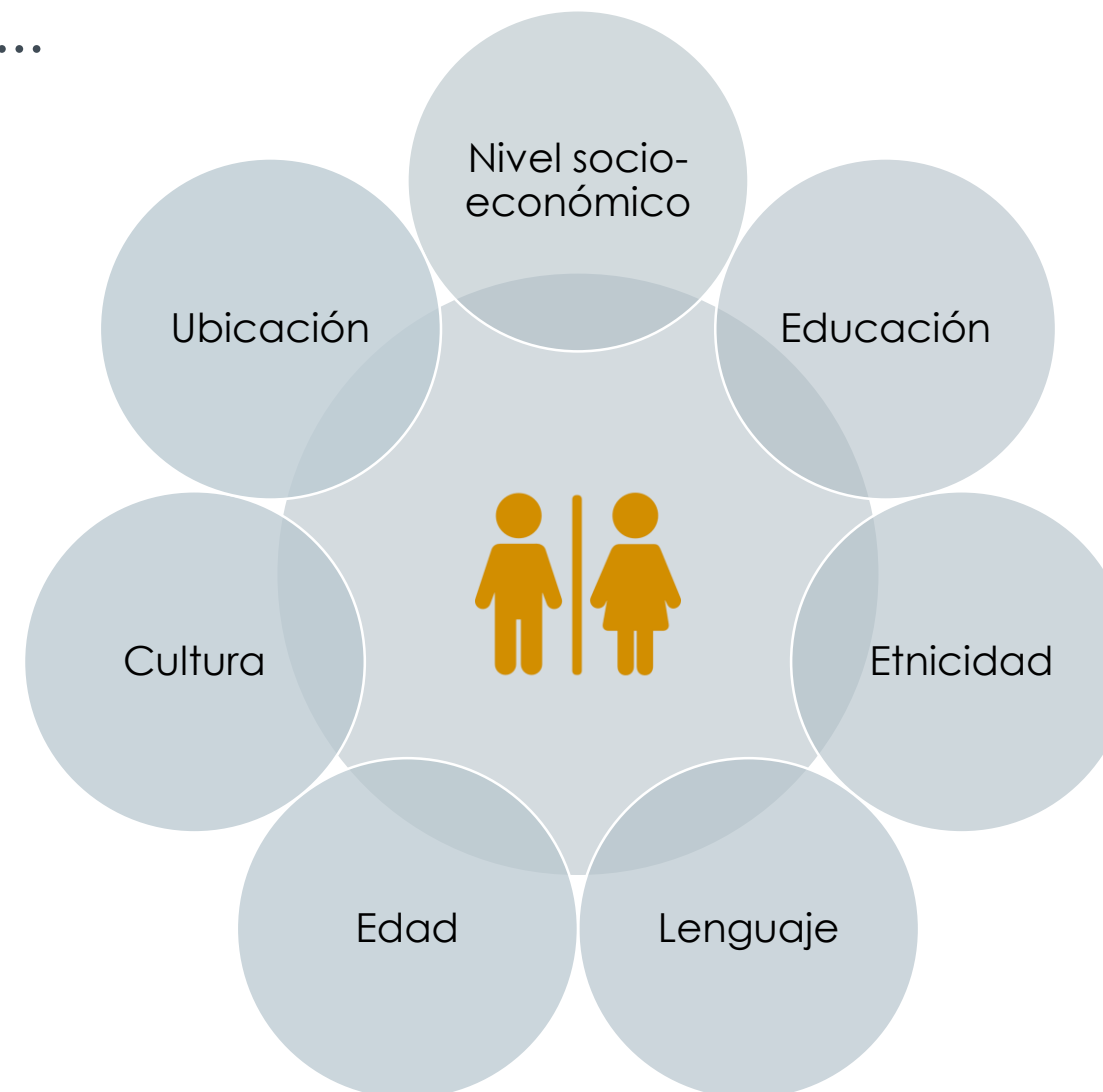 ...
Nivel socio-
económico
Educación
Etnicidad
Lenguaje
Edad
Cultura
Ubicación